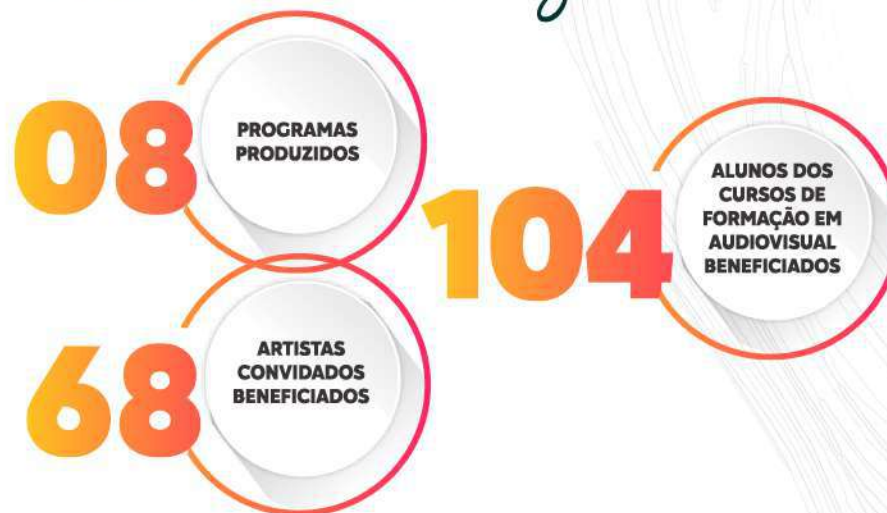 08
PROGRAMAS
PRODUZIDOS
68
ARTISTAS
CONVIDADOS
BENEFICIADOS
104
ALUNOS DOS
CURSOS DE
FORMAÇÃO EM
AUDIOVISUAL
BENEFICIADOS